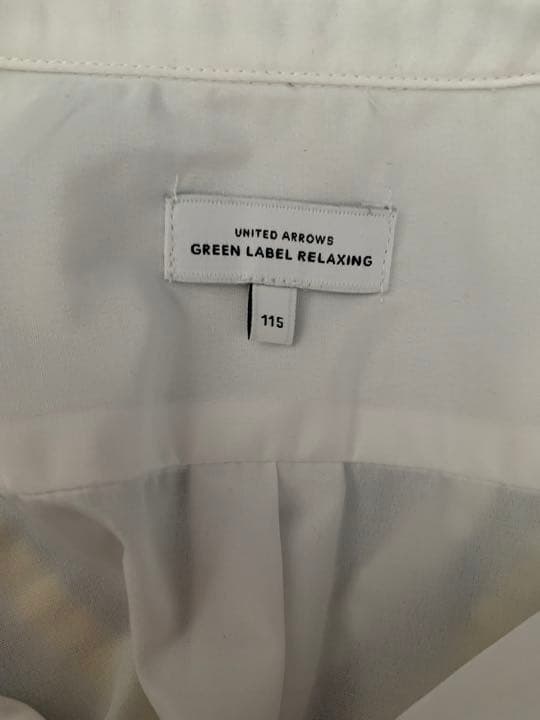 UNITED ARROWS
GREEN LABEL RELAXING
115